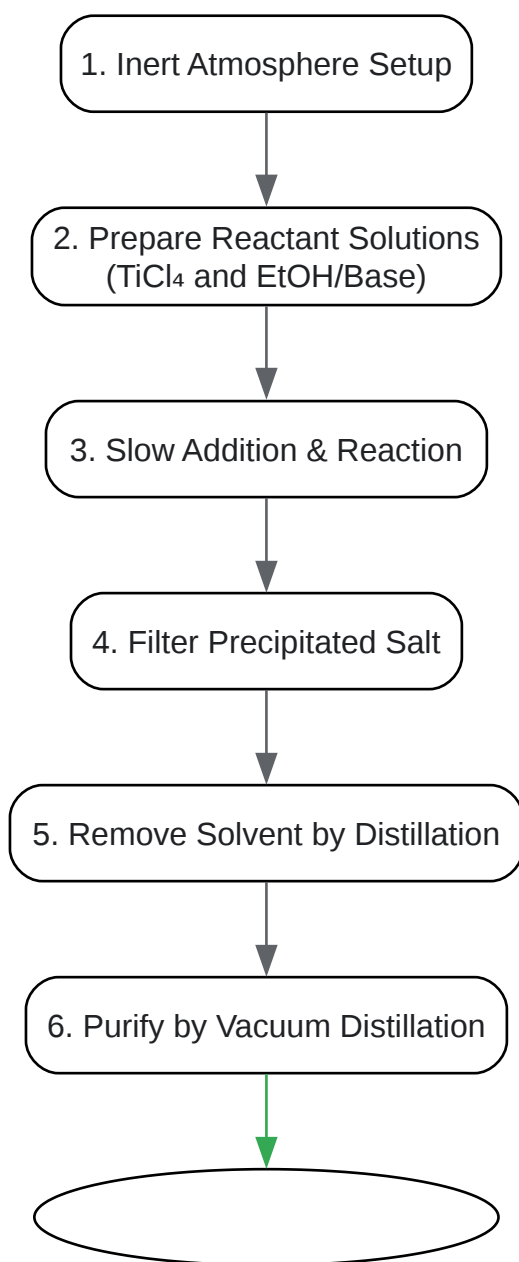 1. Inert Atmosphere Setup
2. Prepare Reactant Solutions
(TiCl₄ and EtOH/Base)
3. Slow Addition & Reaction
4. Filter Precipitated Salt
5. Remove Solvent by Distillation
6. Purify by Vacuum Distillation